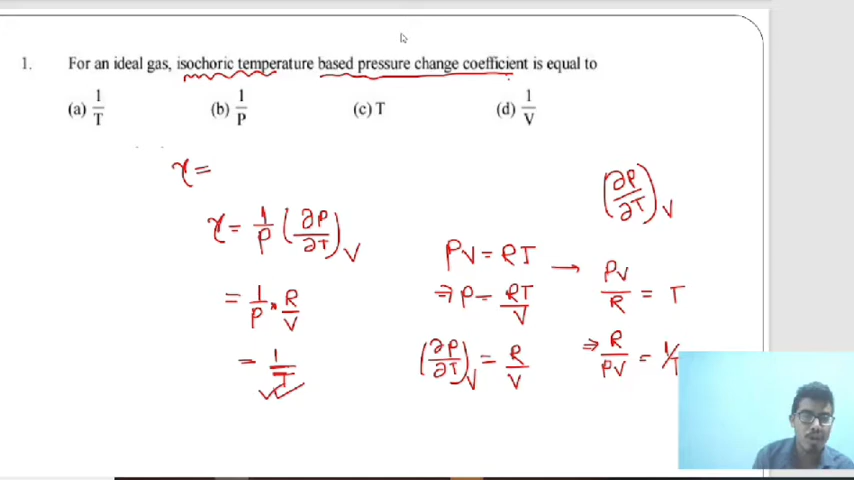 1. For an ideal gas, isochoric temperature based pressure change coefficient is equal to
(a) 1/T (b) 1/P (c) T (d) 1/V
γ =
γ = 1/P (∂P/∂T)V
= 1/P . R/V
= 1/T
PV = RT
⇒ P = RT/V
(∂P/∂T)V = R/V
(∂P/∂T)V
→ PV/R = T
⇒ R/PV = 1/T